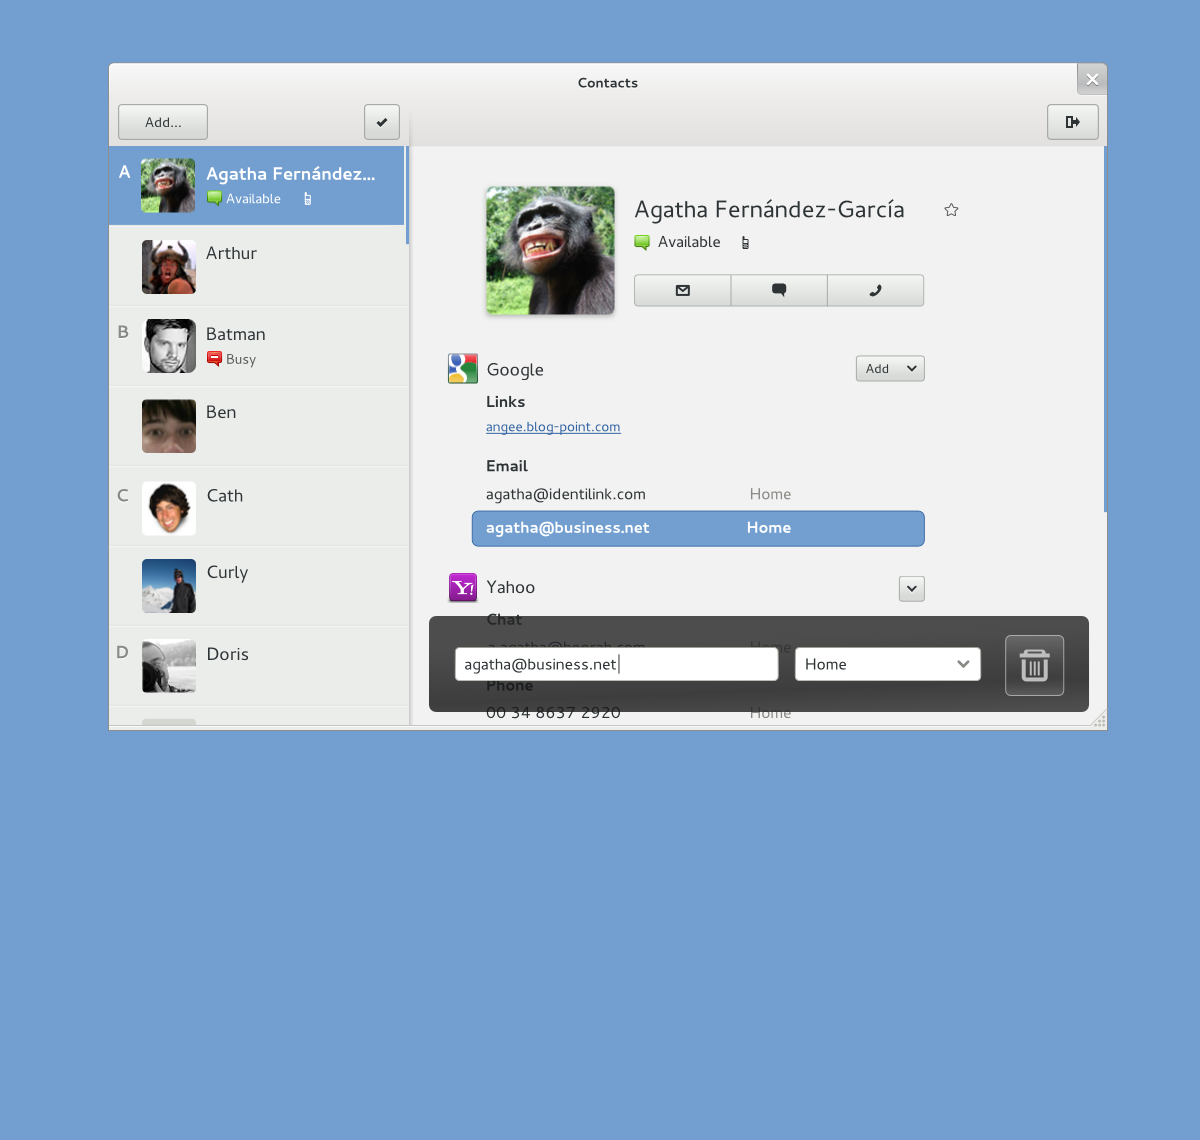 Contacts
Add...
A
Agatha Fernández...
Available
Arthur
B
Batman
Busy
Ben
C
Cath
Curly
D
Doris
Agatha Fernández-García
Available
Google
Add
Links
angee.blog-point.com
Email
agatha@identilink.com Home
agatha@business.net Home
Y!
Yahoo
Chat
Home
agatha@business.net
Home
Phone
00 34 8637 2920 Home